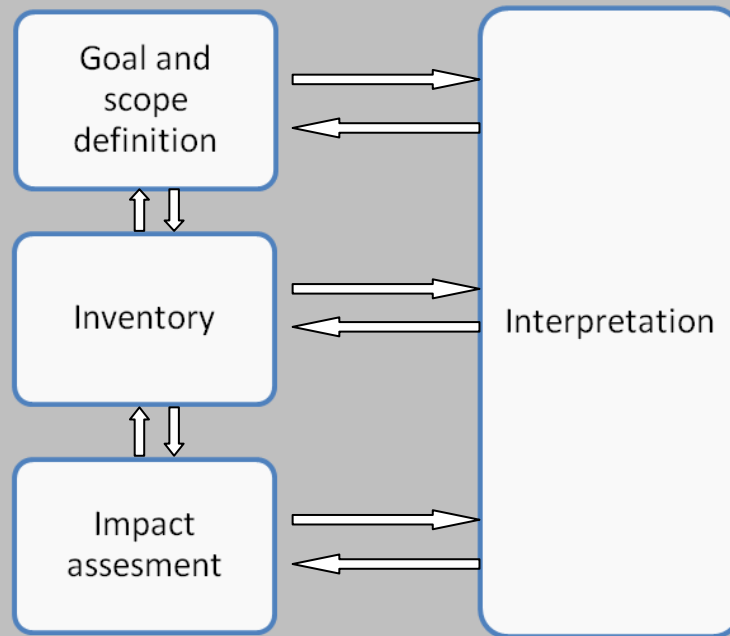 Goal and
scope
definition
Inventory
Interpretation
Impact
assesment